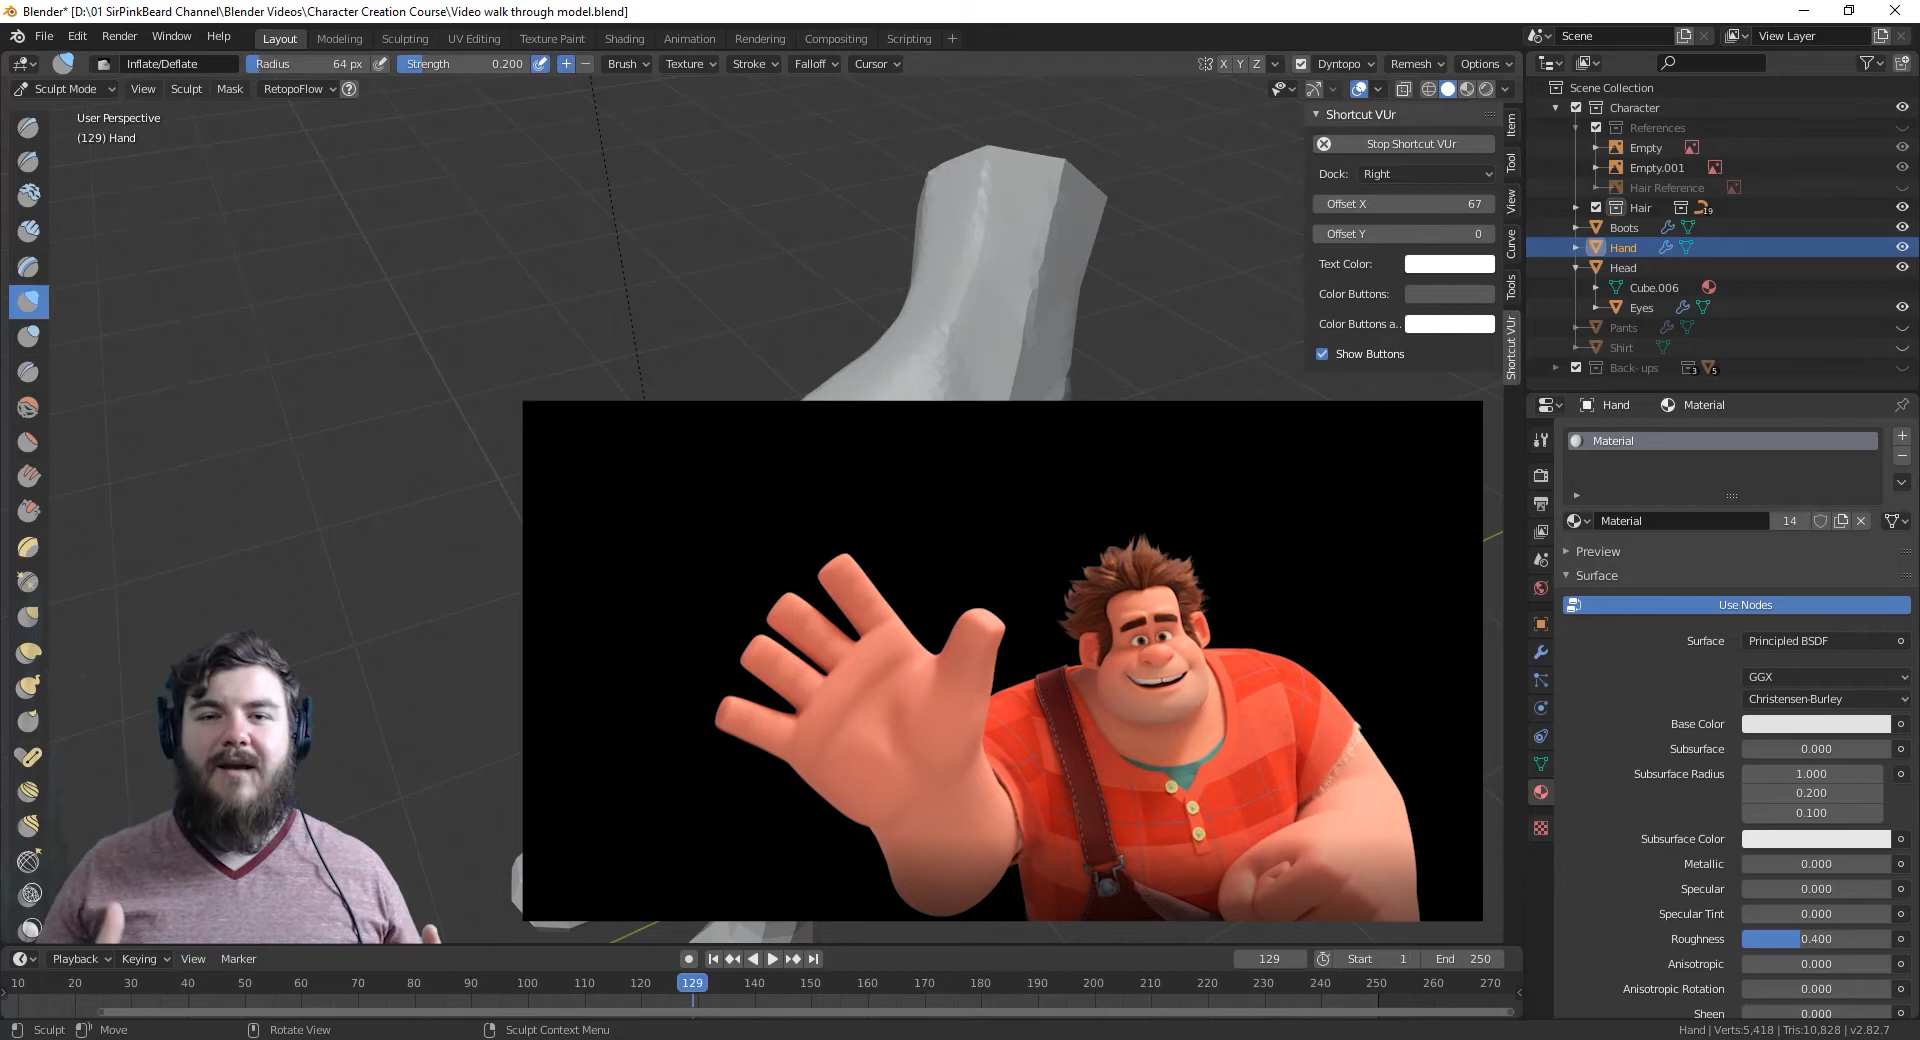 Blender* [D:\01 SirPinkBeard Channel\Blender Videos\Character Creation Course\Video walk through model.blend]
File Edit Render Window Help Layout Modeling Sculpting UV Editing Texture Paint Shading Animation Rendering Compositing Scripting + Scene View Layer
Inflate/Deflate Radius 64 px Strength 0.200 Brush Texture Stroke Falloff Cursor X Y Z Dyntopo Remesh Options
Sculpt Mode View Sculpt Mask RetopoFlow ?
User Perspective
(129) Hand
Shortcut VUr
Stop Shortcut VUr
Dock: Right
Offset X 67
Offset Y 0
Text Color:
Color Buttons:
Color Buttons a..
Show Buttons
Item
Tool
View
Curve
Tools
Shortcut VUr
Scene Collection
Character
References
Empty
Empty.001
Hair Reference
Hair 19
Boots
Hand
Head
Cube.006
Eyes
Pants
Shirt
Back-ups 3 5
Hand Material
Material
Material 14
Preview
Surface
Use Nodes
Surface Principled BSDF
GGX
Christensen-Burley
Base Color
Subsurface 0.000
Subsurface Radius 1.000
0.200
0.100
Subsurface Color
Metallic 0.000
Specular 0.000
Specular Tint 0.000
Roughness 0.400
Anisotropic 0.000
Anisotropic Rotation 0.000
Sheen 0.000
Playback Keying View Marker 129 Start 1 End 250
10 20 30 40 50 60 70 80 90 100 110 120 129 140 150 160 170 180 190 200 210 220 230 240 250 260 270
Sculpt Move Rotate View Sculpt Context Menu Hand | Verts:5,418 | Tris:10,828 | v2.82.7